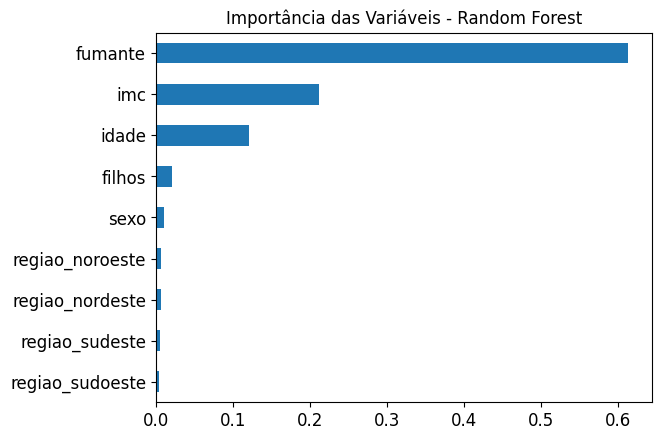 Importância das Variáveis - Random Forest
fumante
imc
idade
filhos
sexo
regiao_noroeste
regiao_nordeste
regiao_sudeste
regiao_sudoeste
0.0 0.1 0.2 0.3 0.4 0.5 0.6